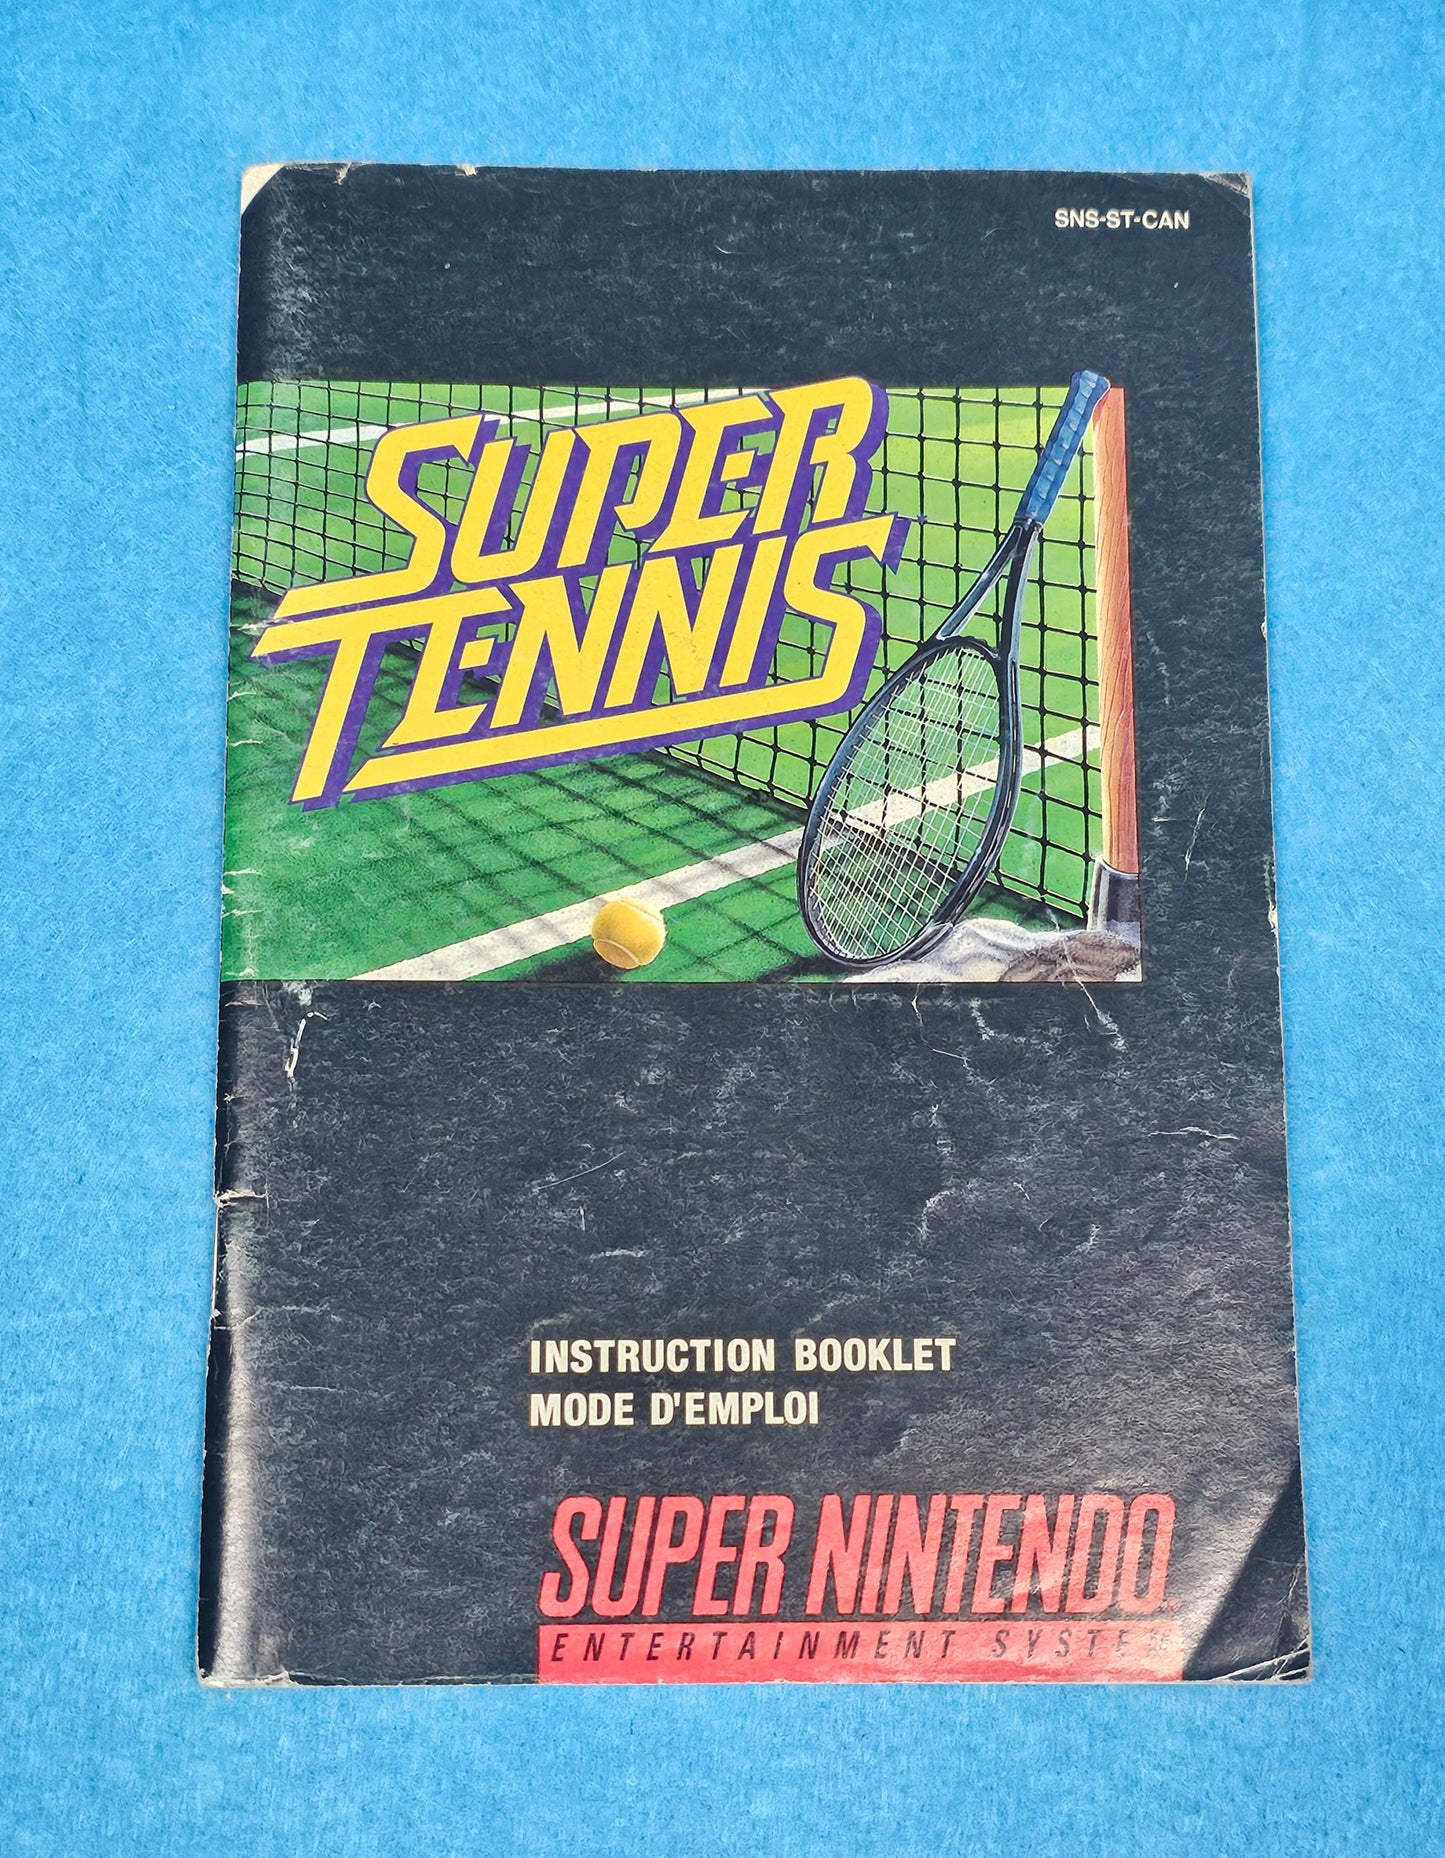 SNS-ST-CAN
SUPER
TENNIS
INSTRUCTION BOOKLET
MODE D'EMPLOI
SUPER NINTENDO
ENTERTAINMENT SYSTEM